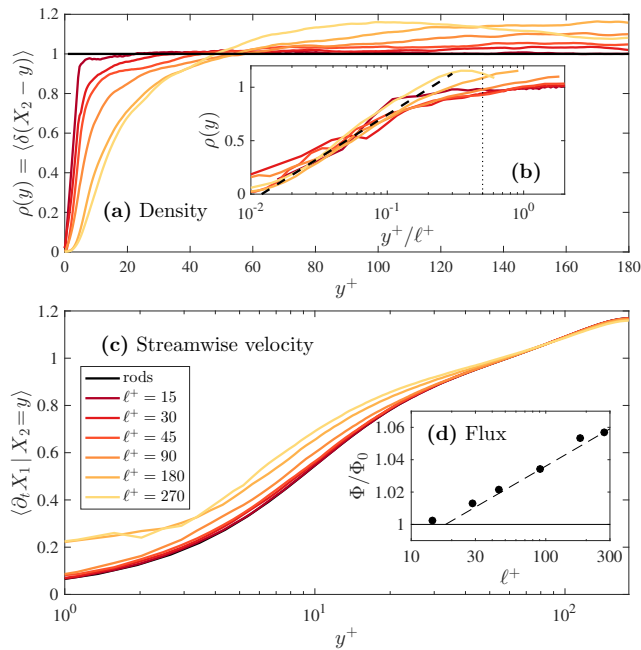 1.2
1
0.8
0.6
0.4
0.2
0
ρ(y) = ⟨δ(X₂ − y)⟩
(a) Density
0 20 40 60 80 100 120 140 160 180
y⁺
1
0.5
0
ρ(y)
(b)
10⁻² 10⁻¹ 10⁰
y⁺/ℓ⁺
1.2
1
0.8
0.6
0.4
0.2
0
⟨∂ₜX₁ | X₂=y⟩
(c) Streamwise velocity
rods
ℓ⁺ = 15
ℓ⁺ = 30
ℓ⁺ = 45
ℓ⁺ = 90
ℓ⁺ = 180
ℓ⁺ = 270
10⁰ 10¹ 10²
y⁺
1.06
1.04
1.02
1
Φ/Φ₀
(d) Flux
10 30 100 300
ℓ⁺